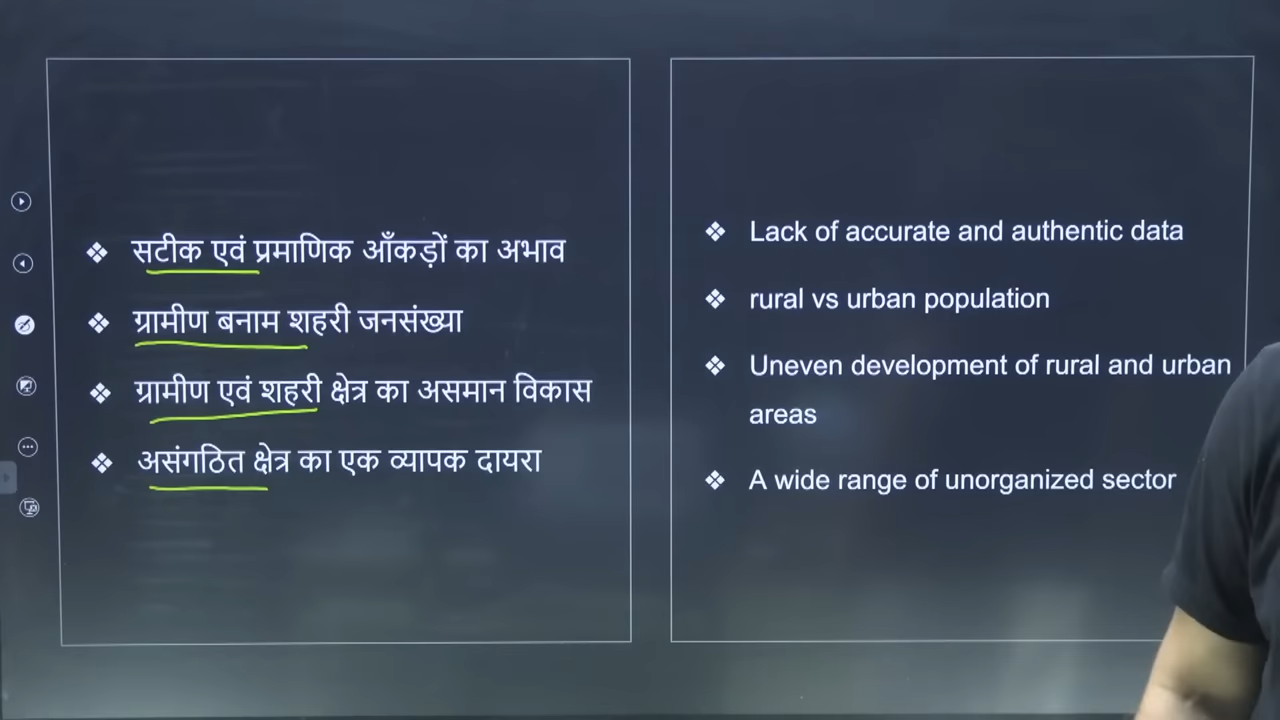 ❖ सटीक एवं प्रमाणिक आँकड़ों का अभाव
❖ ग्रामीण बनाम शहरी जनसंख्या
❖ ग्रामीण एवं शहरी क्षेत्र का असमान विकास
❖ असंगठित क्षेत्र का एक व्यापक दायरा
❖ Lack of accurate and authentic data
❖ rural vs urban population
❖ Uneven development of rural and urban
areas
❖ A wide range of unorganized sector